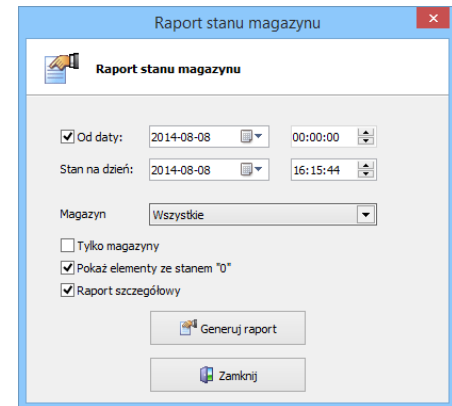 Raport stanu magazynu
Raport stanu magazynu
Od daty: 2014-08-08 00:00:00
Stan na dzień: 2014-08-08 16:15:44
Magazyn Wszystkie
Tylko magazyny
Pokaż elementy ze stanem "0"
Raport szczegółowy
Generuj raport
Zamknij